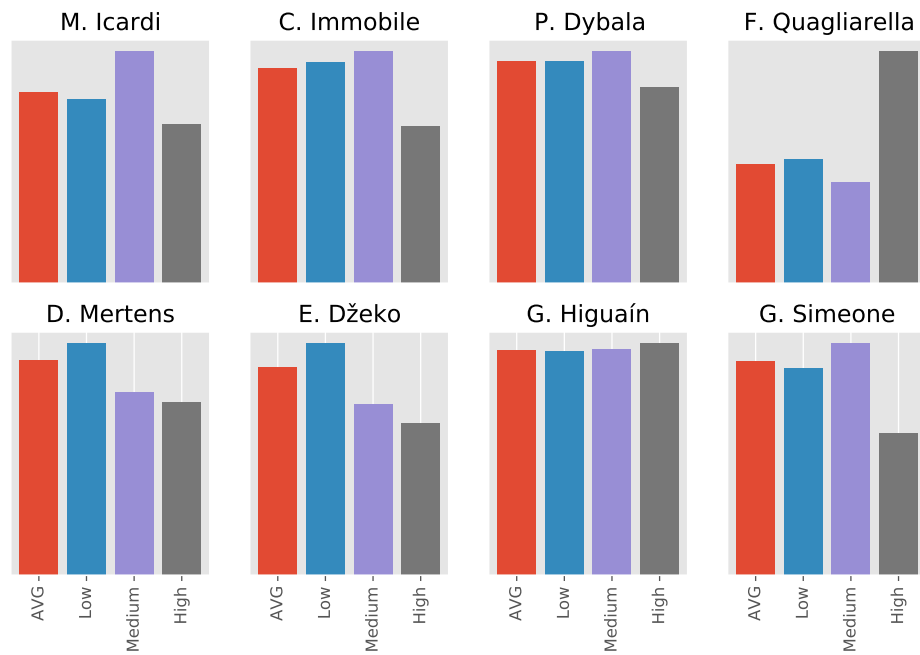 M. Icardi
C. Immobile
P. Dybala
F. Quagliarella
D. Mertens
E. Džeko
G. Higuaín
G. Simeone
AVG
Low
Medium
High
AVG
Low
Medium
High
AVG
Low
Medium
High
AVG
Low
Medium
High